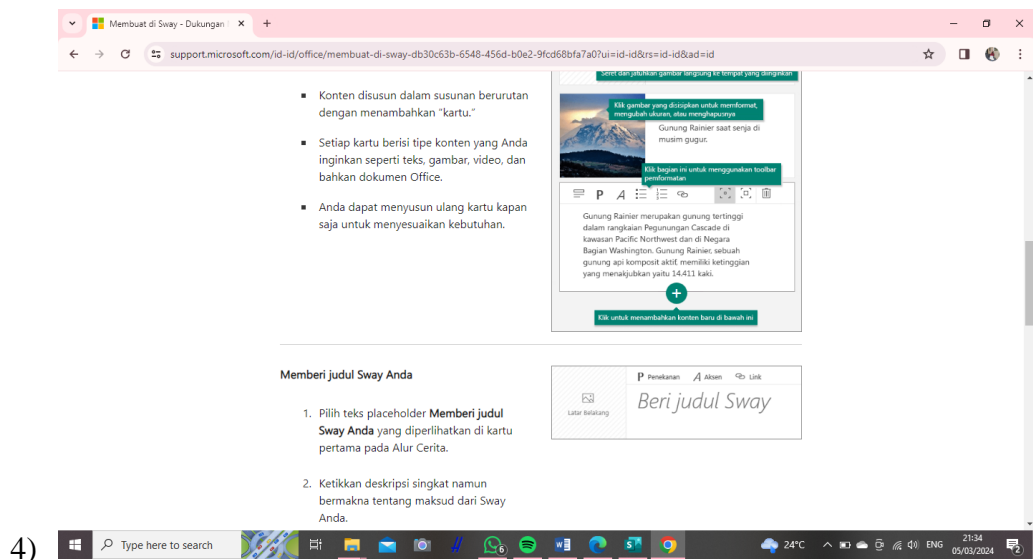 Membuat di Sway - Dukungan
support.microsoft.com/id-id/office/membuat-di-sway-db30c63b-6548-456d-b0e2-9fcd68bfa7a0?ui=id-id&rs=id-id&ad=id
Konten disusun dalam susunan berurutan
dengan menambahkan “kartu.”
Setiap kartu berisi tipe konten yang Anda
inginkan seperti teks, gambar, video, dan
bahkan dokumen Office.
Anda dapat menyusun ulang kartu kapan
saja untuk menyesuaikan kebutuhan.
Seret dan jatuhkan gambar langsung ke tempat yang diinginkan
Klik gambar yang disisipkan untuk memformat,
mengubah ukuran, atau menghapusnya
Gunung Rainier saat senja di
musim gugur.
Klik bagian ini untuk menggunakan toolbar
pemformatan
P A
Gunung Rainier merupakan gunung tertinggi
dalam rangkaian Pegunungan Cascade di
kawasan Pacific Northwest dan di Negara
Bagian Washington. Gunung Rainier, sebuah
gunung api komposit aktif, memiliki ketinggian
yang menakjubkan yaitu 14.411 kaki.
Klik untuk menambahkan konten baru di bawah ini
Memberi judul Sway Anda
1. Pilih teks placeholder Memberi judul
Sway Anda yang diperlihatkan di kartu
pertama pada Alur Cerita.
2. Ketikkan deskripsi singkat namun
bermakna tentang maksud dari Sway
Anda.
P Penekanan A Aksen Link
Latar Belakang
Beri judul Sway
4)
Type here to search
6
24°C
ENG
21:34
05/03/2024
2